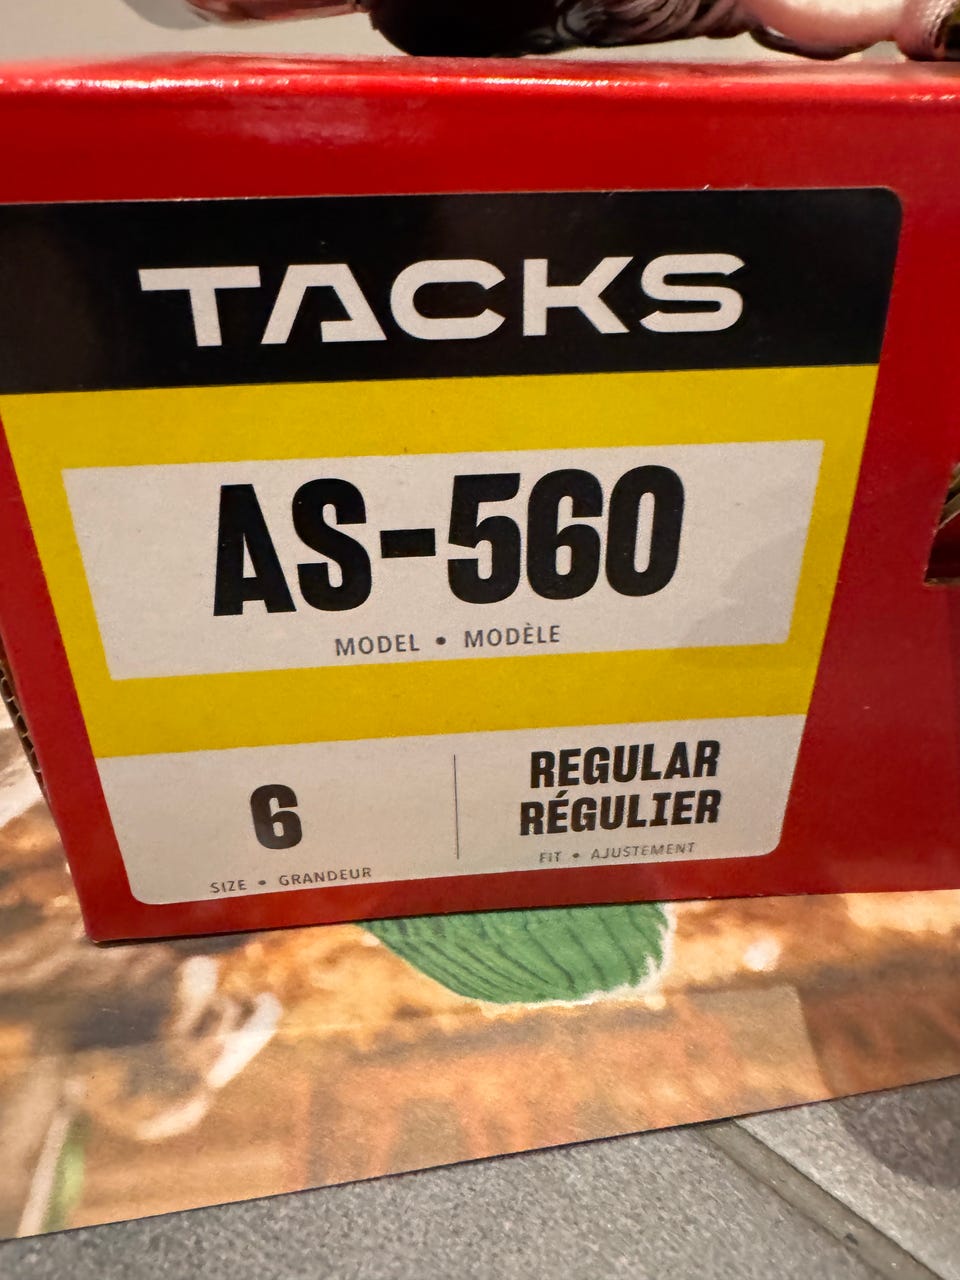 TACKS
AS-560
MODEL • MODÈLE
6
SIZE • GRANDEUR
REGULAR
RÉGULIER
FIT • AJUSTEMENT